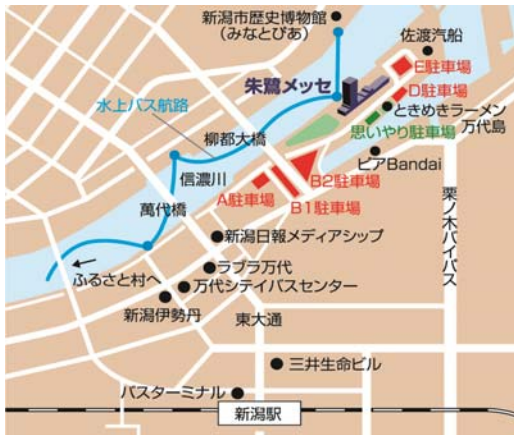 新潟市歴史博物館
(みなとぴあ)
佐渡汽船
E駐車場
朱鷺メッセ
D駐車場
水上バス航路
ときめきラーメン
万代島
思いやり駐車場
柳都大橋
ピアBandai
信濃川
B2駐車場
A駐車場
B1駐車場
萬代橋
栗ノ木バイパス
新潟日報メディアシップ
ラブラ万代
ふるさと村へ
万代シテイバスセンター
新潟伊勢丹
東大通
三井生命ビル
バスターミナル
新潟駅